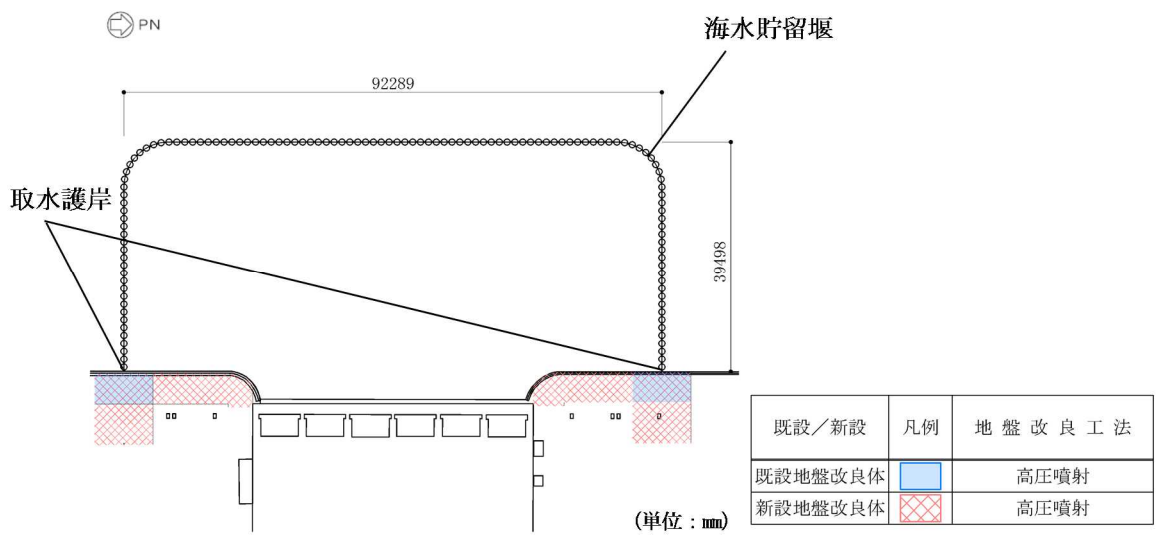 PN
海水貯留堰
92289
取水護岸
39498
既設／新設 凡例 地盤改良工法
既設地盤改良体 高圧噴射
新設地盤改良体 高圧噴射
(単位：mm)